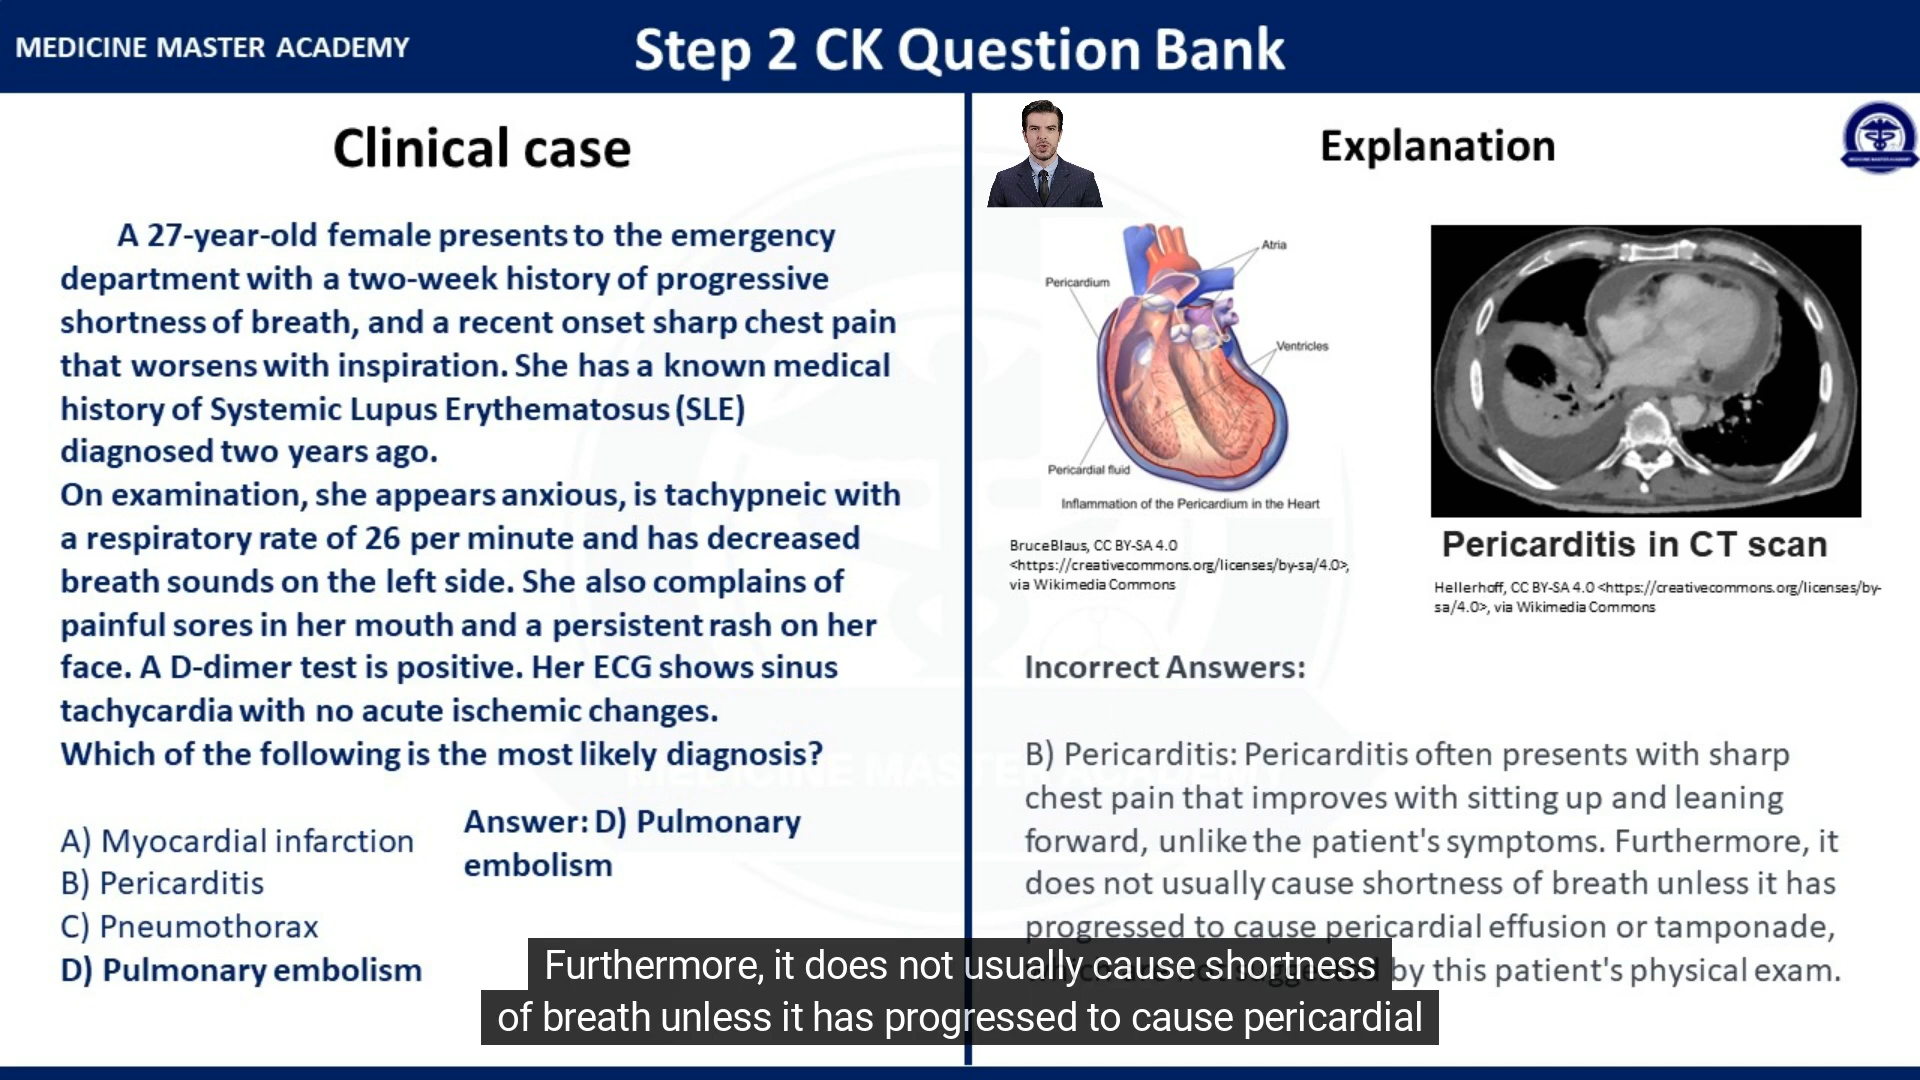 MEDICINE MASTER ACADEMY
Step 2 CK Question Bank
Clinical case
A 27-year-old female presents to the emergency
department with a two-week history of progressive
shortness of breath, and a recent onset sharp chest pain
that worsens with inspiration. She has a known medical
history of Systemic Lupus Erythematosus (SLE)
diagnosed two years ago.
On examination, she appears anxious, is tachypneic with
a respiratory rate of 26 per minute and has decreased
breath sounds on the left side. She also complains of
painful sores in her mouth and a persistent rash on her
face. A D-dimer test is positive. Her ECG shows sinus
tachycardia with no acute ischemic changes.
Which of the following is the most likely diagnosis?
A) Myocardial infarction
B) Pericarditis
C) Pneumothorax
D) Pulmonary embolism
Answer: D) Pulmonary
embolism
Explanation
MEDICINE MASTER ACADEMY
Atria
Pericardium
Ventricles
Pericardial fluid
Inflammation of the Pericardium in the Heart
BruceBlaus, CC BY-SA 4.0
<https://creativecommons.org/licenses/by-sa/4.0>,
via Wikimedia Commons
Pericarditis in CT scan
Hellerhoff, CC BY-SA 4.0 <https://creativecommons.org/licenses/by-
sa/4.0>, via Wikimedia Commons
Incorrect Answers:
B) Pericarditis: Pericarditis often presents with sharp
chest pain that improves with sitting up and leaning
forward, unlike the patient's symptoms. Furthermore, it
does not usually cause shortness of breath unless it has
progressed to cause pericardial effusion or tamponade,
by this patient's physical exam.
MEDICINE MASTER ACADEMY
Furthermore, it does not usually cause shortness
of breath unless it has progressed to cause pericardial